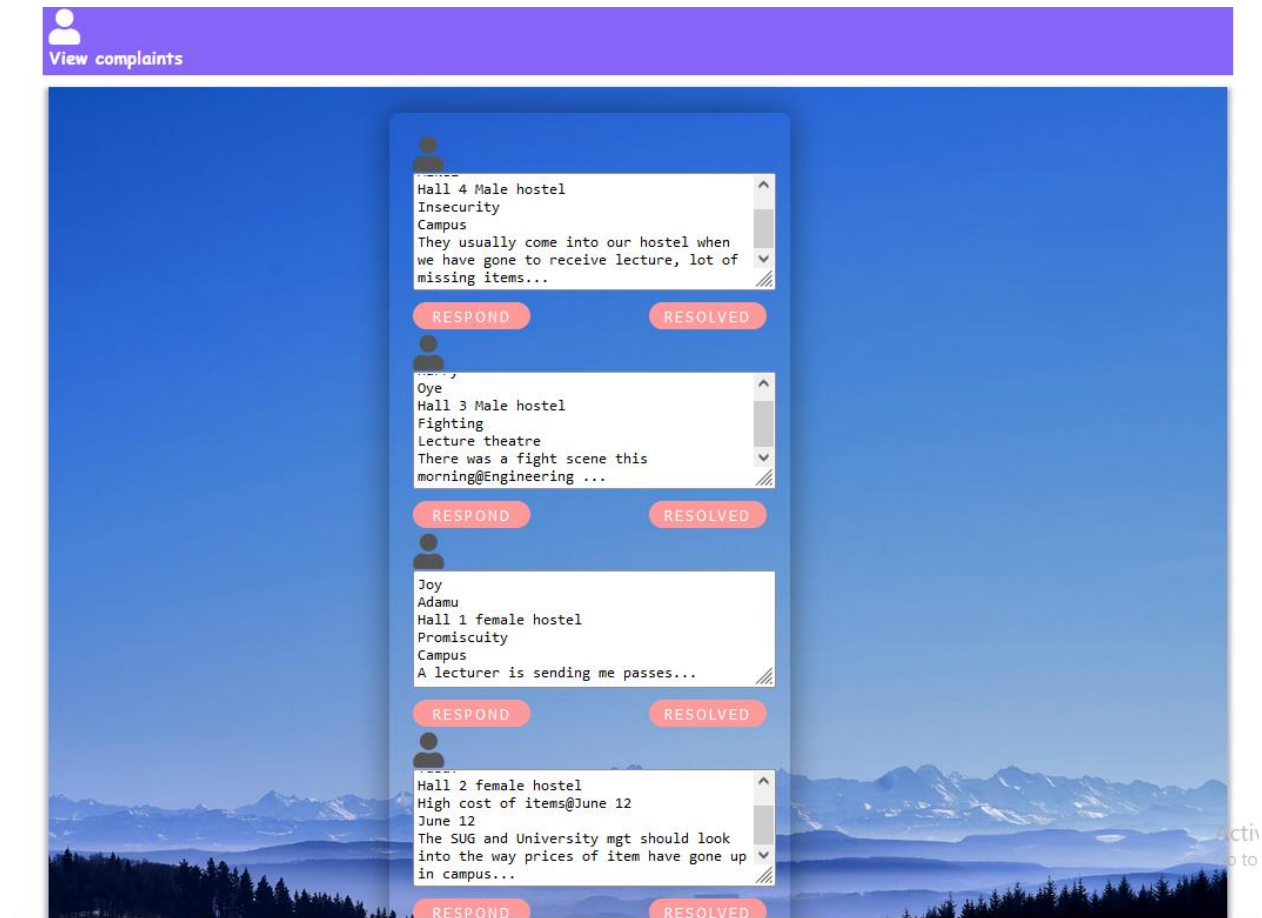 View complaints
Hall 4 Male hostel
Insecurity
Campus
They usually come into our hostel when
we have gone to receive lecture, lot of
missing items...
RESPOND RESOLVED
Oye
Hall 3 Male hostel
Fighting
Lecture theatre
There was a fight scene this
morning@Engineering ...
RESPOND RESOLVED
Joy
Adamu
Hall 1 female hostel
Promiscuity
Campus
A lecturer is sending me passes...
RESPOND RESOLVED
Hall 2 female hostel
High cost of items@June 12
June 12
The SUG and University mgt should look
into the way prices of item have gone up
in campus...
RESPOND RESOLVED